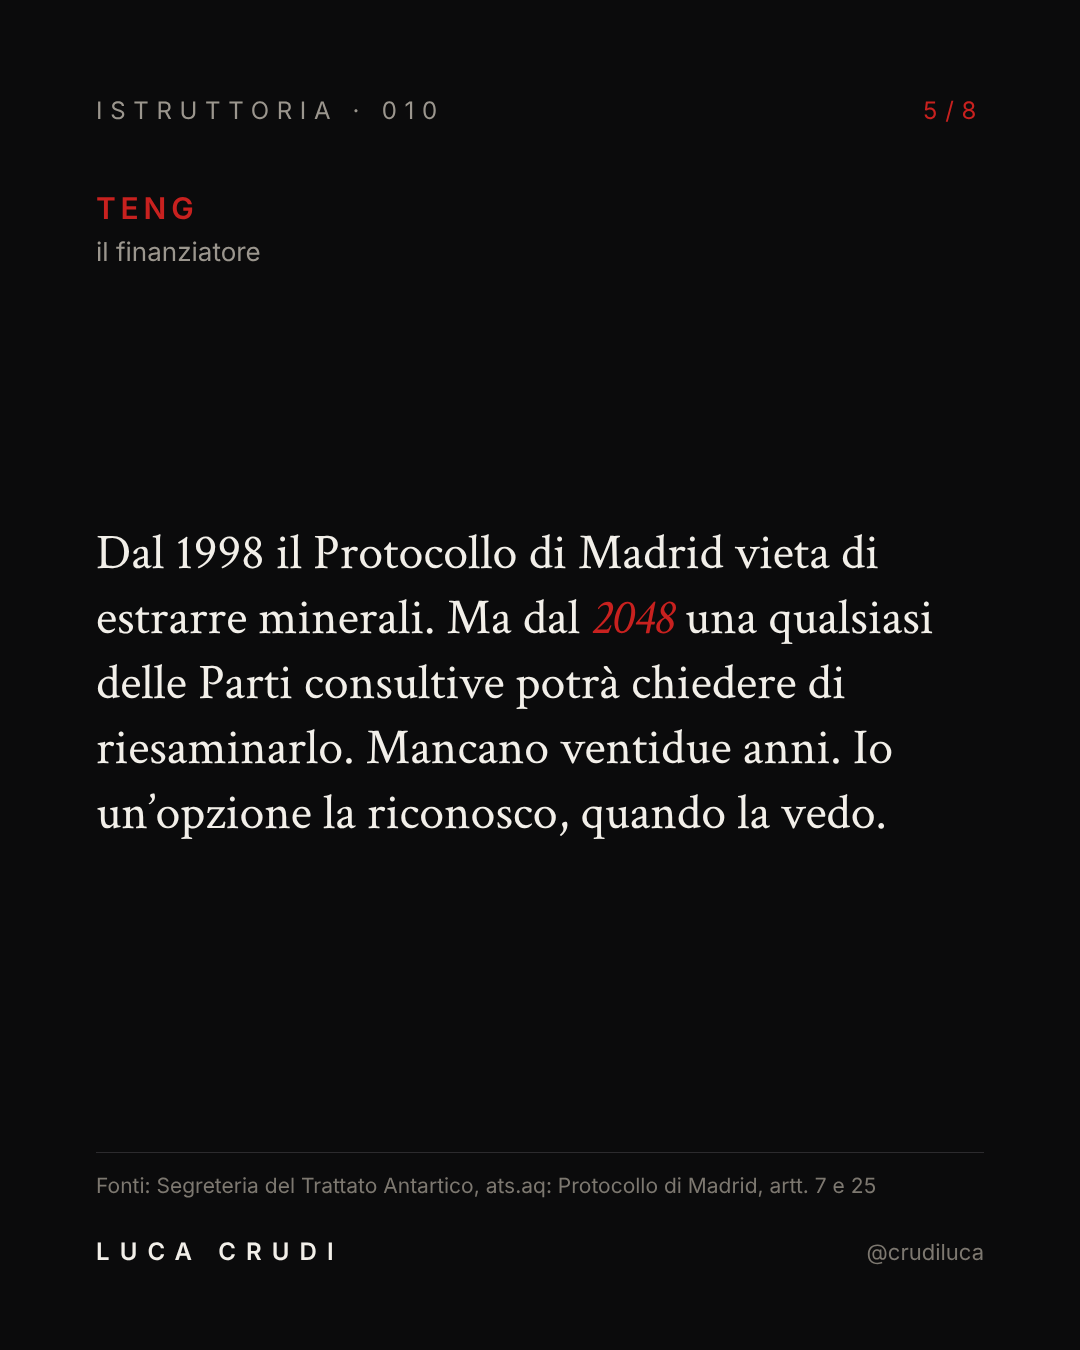 ISTRUTTORIA · 010
5/8
TENG
il finanziatore
Dal 1998 il Protocollo di Madrid vieta di
estrarre minerali. Ma dal 2048 una qualsiasi
delle Parti consultive potrà chiedere di
riesaminarlo. Mancano ventidue anni. Io
un’opzione la riconosco, quando la vedo.
Fonti: Segreteria del Trattato Antartico, ats.aq: Protocollo di Madrid, artt. 7 e 25
LUCA CRUDI
@crudiluca